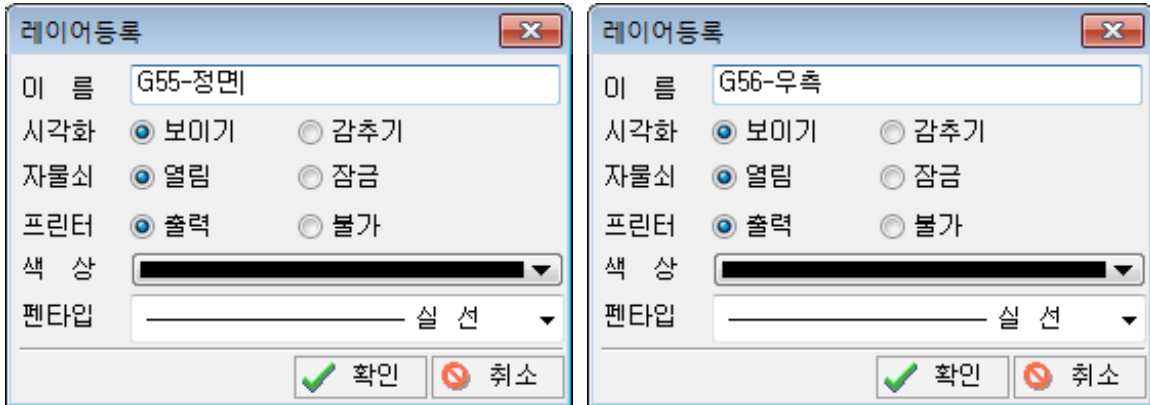 레이어등록
이 름 G55-정면
시각화 보이기 감추기
자물쇠 열림 잠금
프린터 출력 불가
색 상
펜타입 실 선
확인 취소
레이어등록
이 름 G56-우측
시각화 보이기 감추기
자물쇠 열림 잠금
프린터 출력 불가
색 상
펜타입 실 선
확인 취소